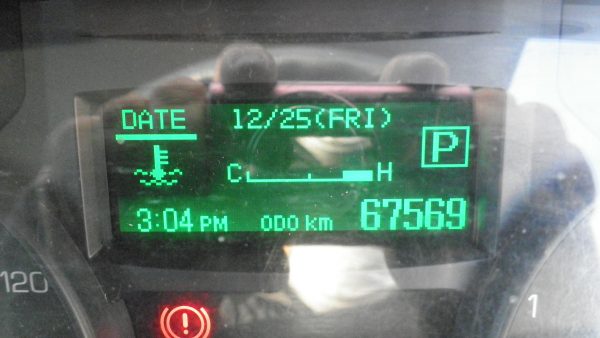 DATE 12/25(FRI)
P
C H
3:04 PM ODO km 67569
120
1